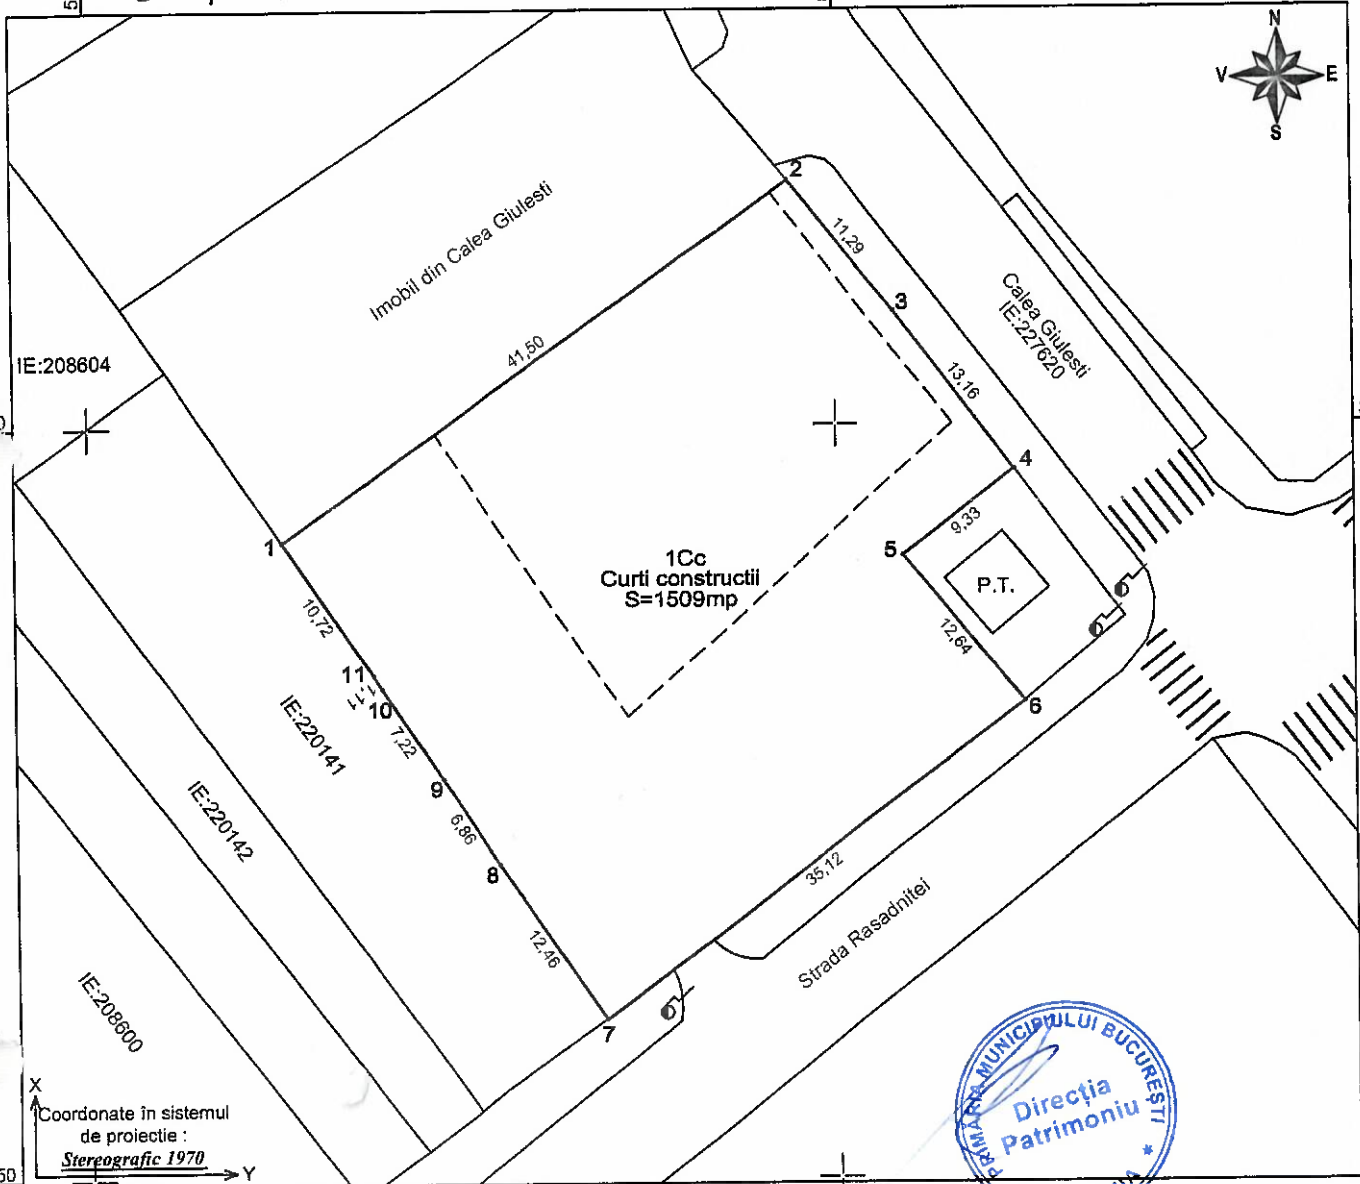 N
V E
S
2
11,29
Imobil din Calea Giulesti
3
Calea Giulesti
IE:227620
41,50
IE:208604
13,16
4
9,33
1
5
1Cc
Curti constructii
S=1509mp
P.T.
10,72
12,64
11
1,11
10
6
IE:220141
7,22
9
IE:220142
6,86
8
35,12
12,46
Strada Rasadnitei
IE:208600
7
X
Coordonate în sistemul
de proiectie :
Stereografic 1970
Y
50
PRIMĂRIA MUNICIPIULUI BUCUREȘTI
Direcția
Patrimoniu
*